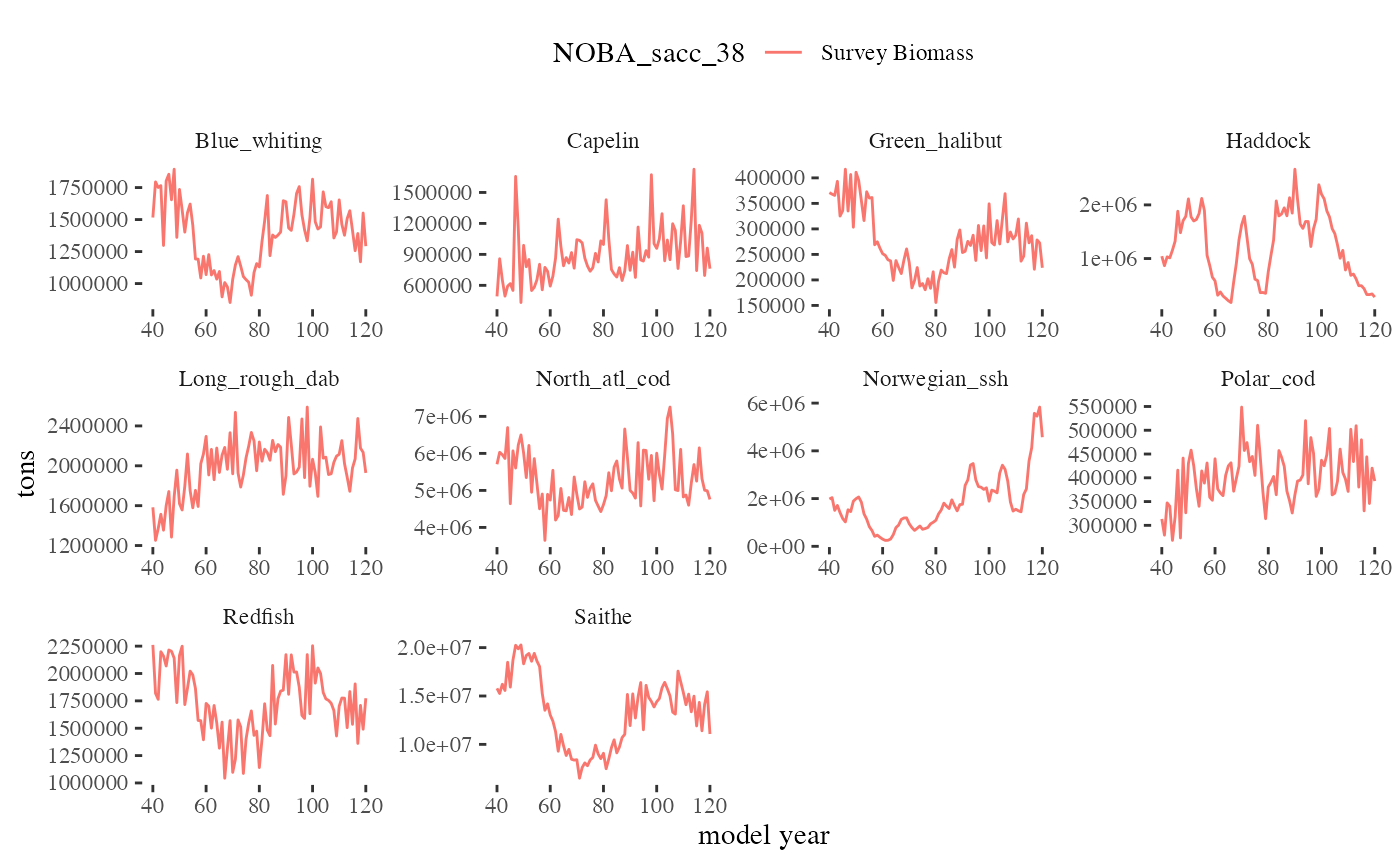 NOBA_sacc_38 Survey Biomass
Blue_whiting Capelin Green_halibut Haddock
1750000
1500000
1250000
1000000
40 60 80 100 120
1500000
1200000
900000
600000
40 60 80 100 120
400000
350000
300000
250000
200000
150000
40 60 80 100 120
2e+06
1e+06
40 60 80 100 120
Long_rough_dab North_atl_cod Norwegian_ssh Polar_cod
2400000
2000000
1600000
1200000
40 60 80 100 120
7e+06
6e+06
5e+06
4e+06
40 60 80 100 120
6e+06
4e+06
2e+06
0e+00
40 60 80 100 120
550000
500000
450000
400000
350000
300000
40 60 80 100 120
tons
Redfish Saithe
2250000
2000000
1750000
1500000
1250000
1000000
40 60 80 100 120
2.0e+07
1.5e+07
1.0e+07
40 60 80 100 120
model year